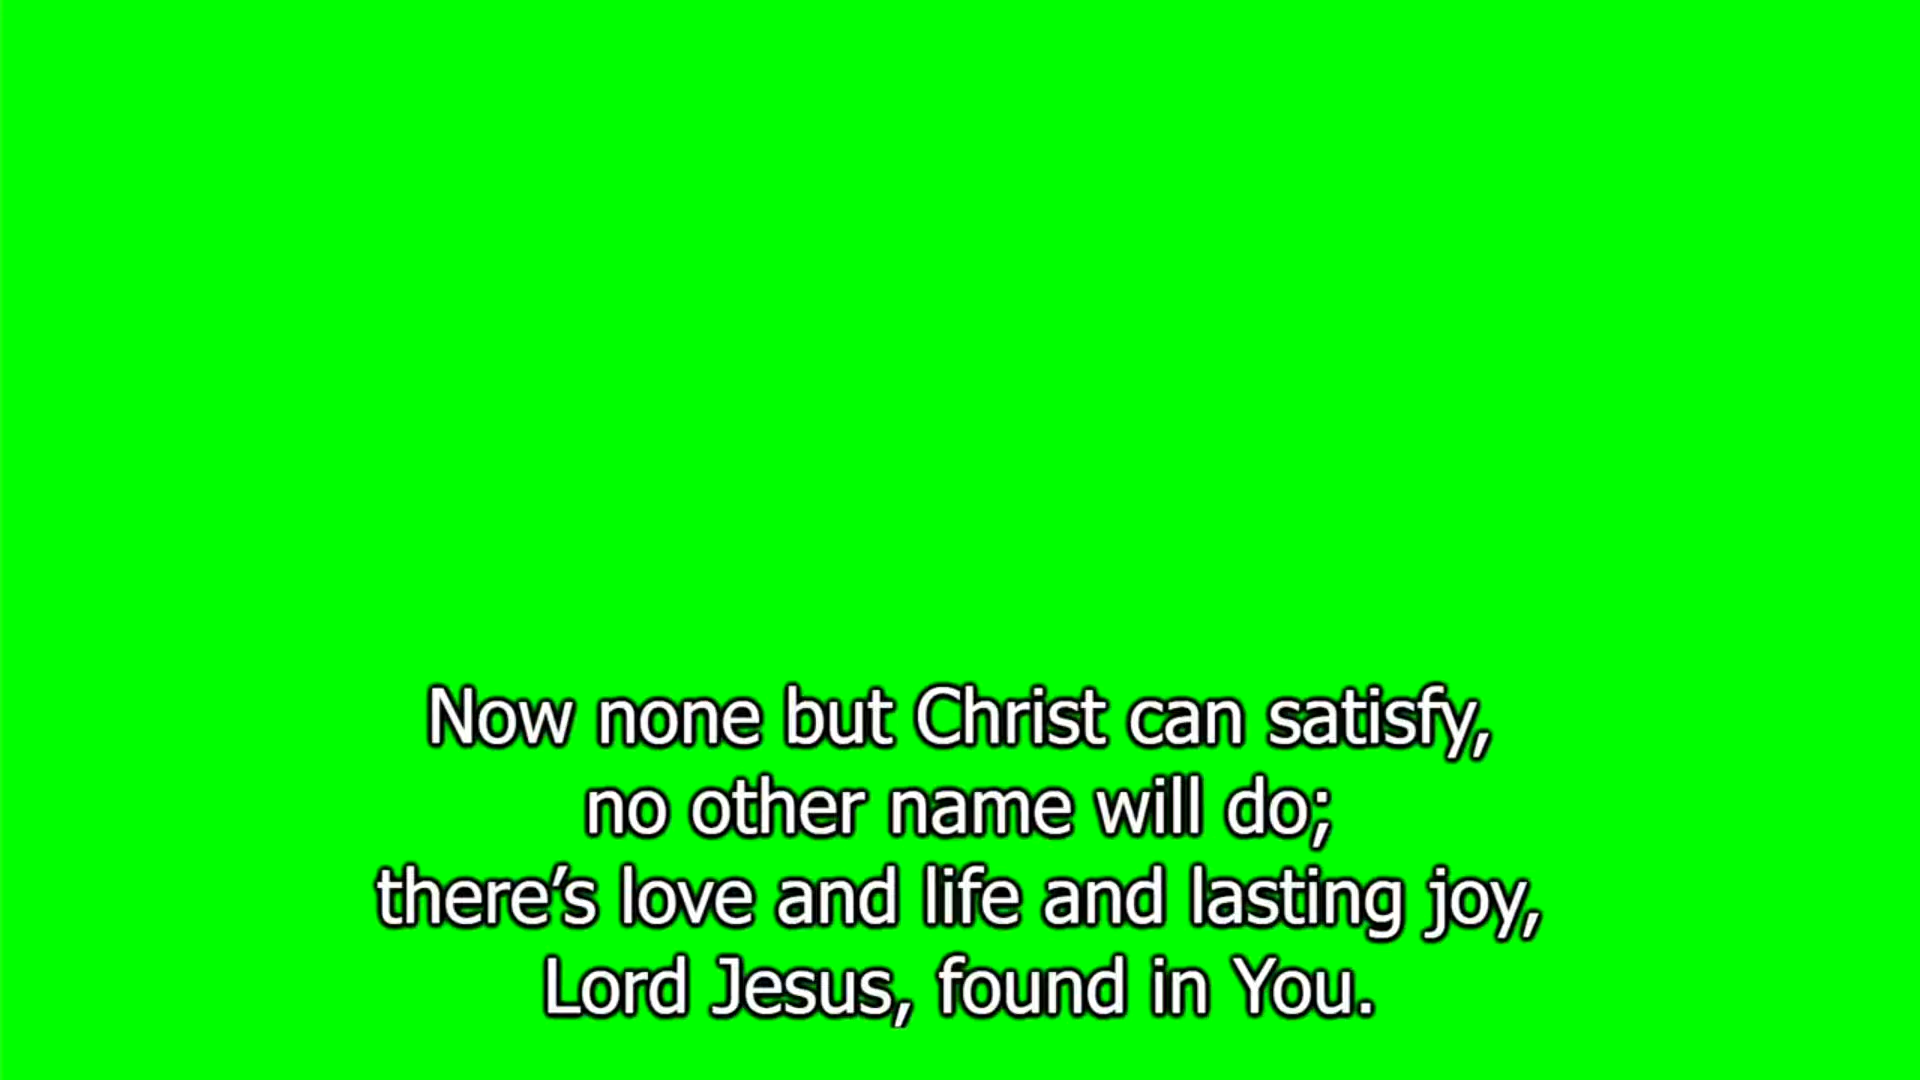 Now none but Christ can satisfy,
no other name will do;
there’s love and life and lasting joy,
Lord Jesus, found in You.